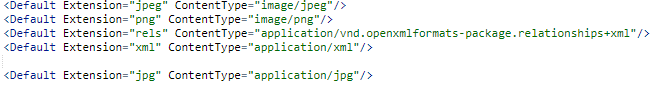 <Default Extension="jpeg" ContentType="image/jpeg"/>
<Default Extension="png" ContentType="image/png"/>
<Default Extension="rels" ContentType="application/vnd.openxmlformats-package.relationships+xml"/>
<Default Extension="xml" ContentType="application/xml"/>
<Default Extension="jpg" ContentType="application/jpg"/>